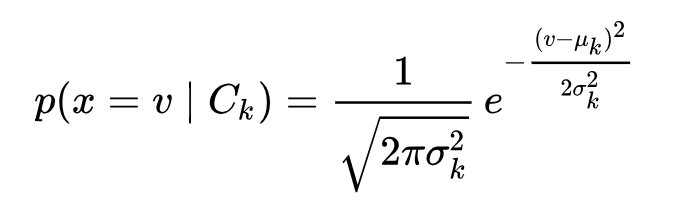 p(x = v | C_k) = \frac{1}{\sqrt{2\pi\sigma_k^2}} e^{-\frac{(v-\mu_k)^2}{2\sigma_k^2}}